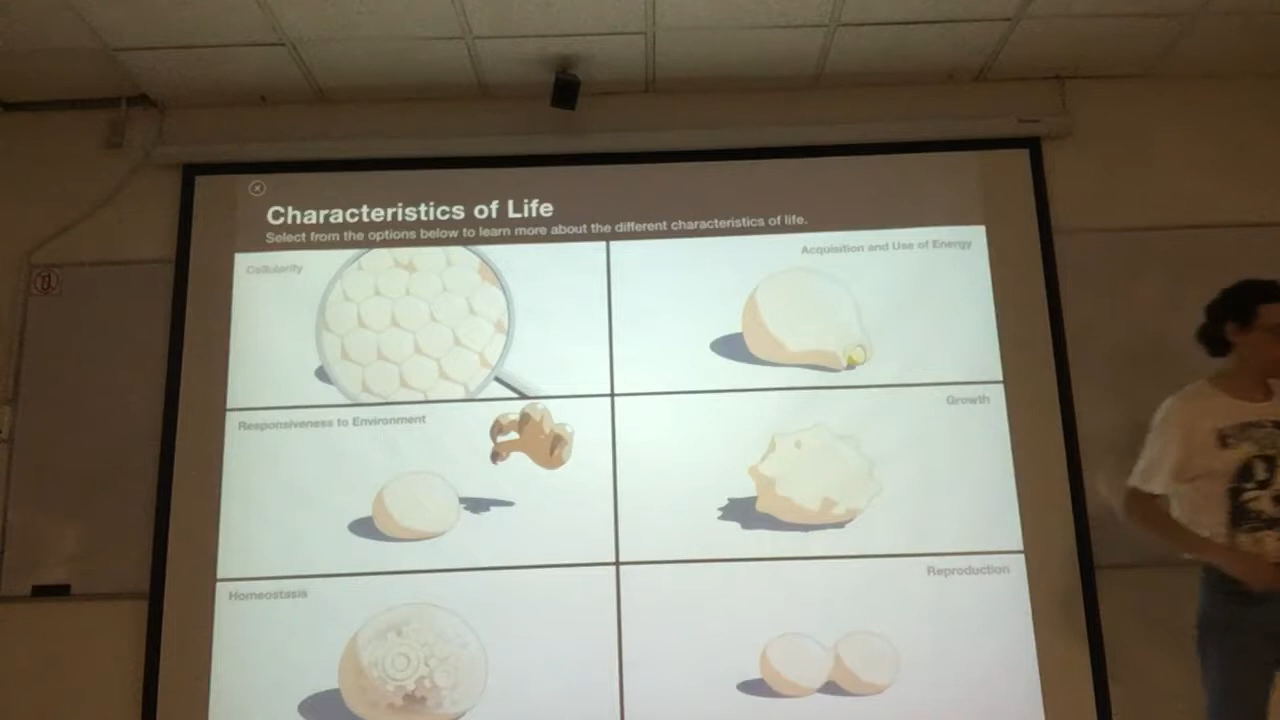 Characteristics of Life
Select from the options below to learn more about the different characteristics of life.
Cellularity
Acquisition and Use of Energy
Responsiveness to Environment
Growth
Homeostasis
Reproduction